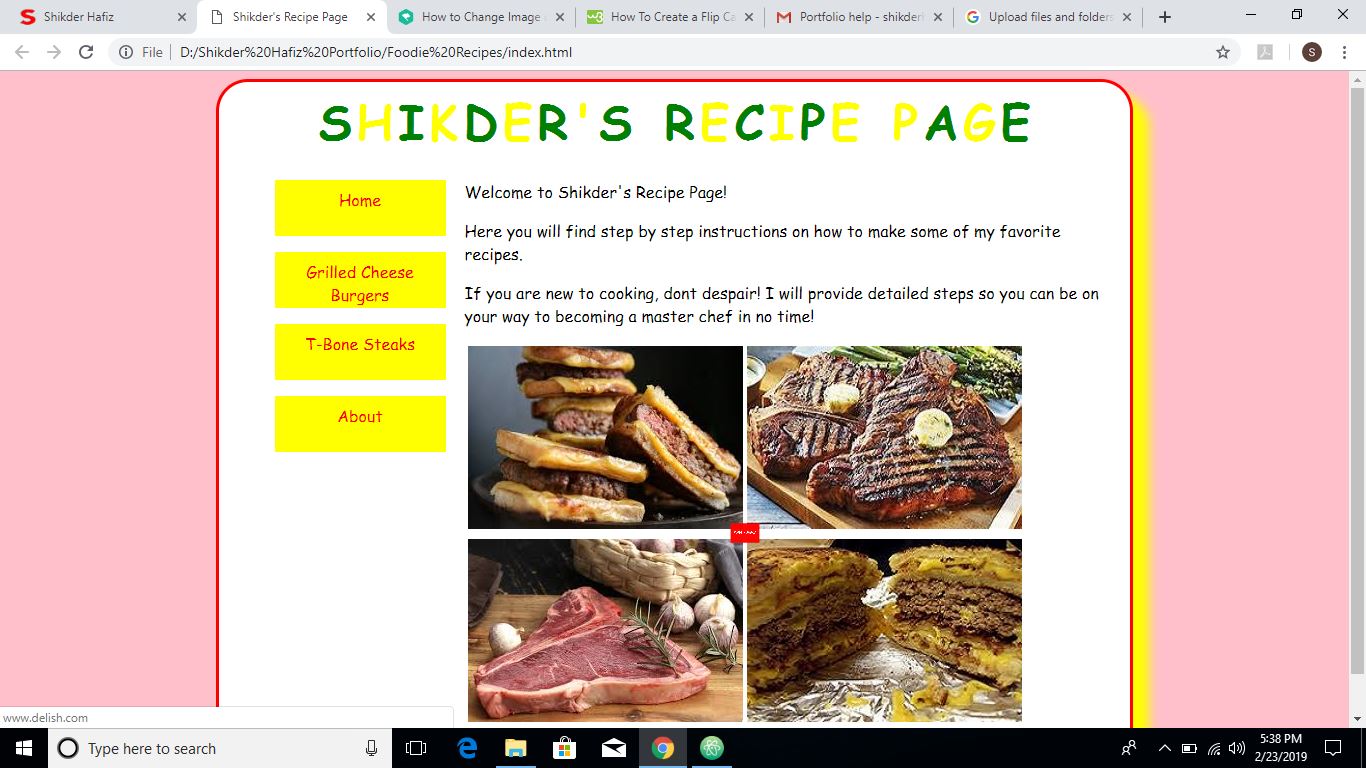 Shikder Hafiz
Shikder's Recipe Page
How to Change Image
How To Create a Flip Ca
Portfolio help - shikder
Upload files and folders
File
D:/Shikder%20Hafiz%20Portfolio/Foodie%20Recipes/index.html
S
SHIKDER'S RECIPE PAGE
Home
Grilled Cheese
Burgers
T-Bone Steaks
About
Welcome to Shikder's Recipe Page!
Here you will find step by step instructions on how to make some of my favorite
recipes.
If you are new to cooking, dont despair! I will provide detailed steps so you can be on
your way to becoming a master chef in no time!
www.delish.com
Type here to search
5:38 PM
2/23/2019